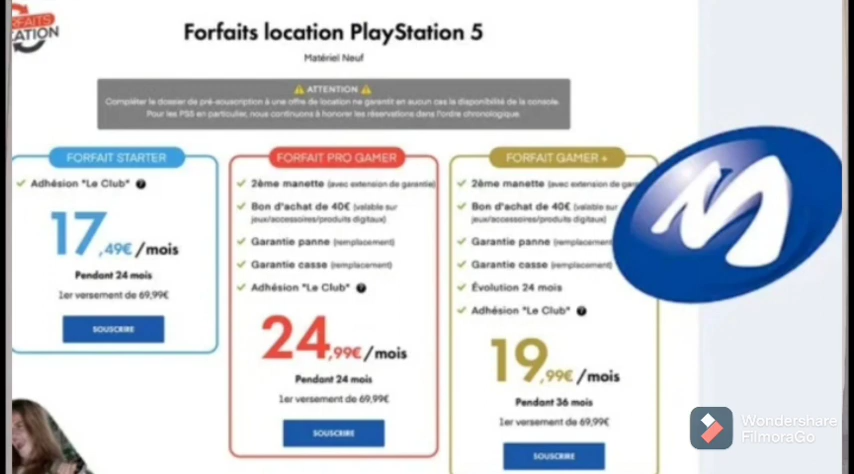 FORFAITS
LOCATION
Forfaits location PlayStation 5
Matériel Neuf
⚠ ATTENTION ⚠
Compléter le dossier de pré-souscription à une offre de location ne garantit en aucun cas la disponibilité de la console.
Pour les PS5 en particulier, nous continuons à honorer les réservations dans l'ordre chronologique.
FORFAIT STARTER
✓ Adhésion "Le Club" ?
17,49€/mois
Pendant 24 mois
1er versement de 69,99€
SOUSCRIRE
FORFAIT PRO GAMER
✓ 2ème manette (avec extension de garantie)
✓ Bon d'achat de 40€ (valable sur
jeux/accessoires/produits digitaux)
✓ Garantie panne (remplacement)
✓ Garantie casse (remplacement)
✓ Adhésion "Le Club" ?
24,99€/mois
Pendant 24 mois
1er versement de 69,99€
SOUSCRIRE
FORFAIT GAMER +
✓ 2ème manette (avec extension de gar
✓ Bon d'achat de 40€ (valable sur
jeux/accessoires/produits digitaux)
✓ Garantie panne (remplacement)
✓ Garantie casse (remplacement)
✓ Évolution 24 mois
✓ Adhésion "Le Club" ?
19,99€/mois
Pendant 36 mois
1er versement de 69,99€
SOUSCRIRE
M
Wondershare
FilmoraGo